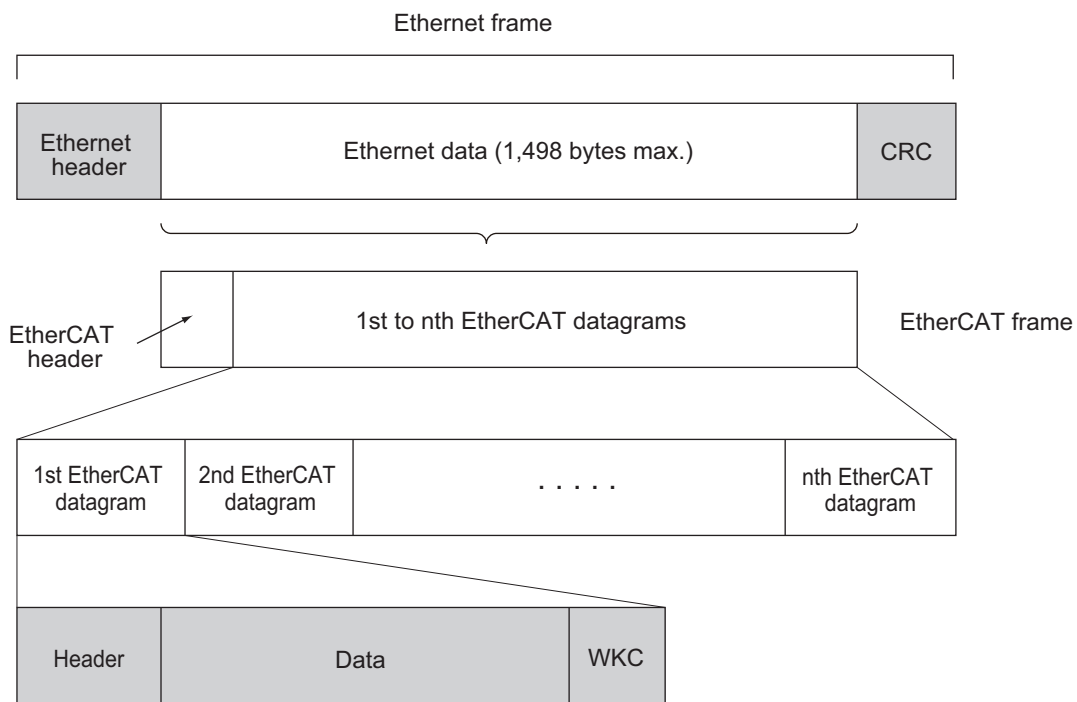 Ethernet frame
Ethernet
header
Ethernet data (1,498 bytes max.)
CRC
EtherCAT
header
1st to nth EtherCAT datagrams
EtherCAT frame
1st EtherCAT
datagram
2nd EtherCAT
datagram
. . . . .
nth EtherCAT
datagram
Header
Data
WKC